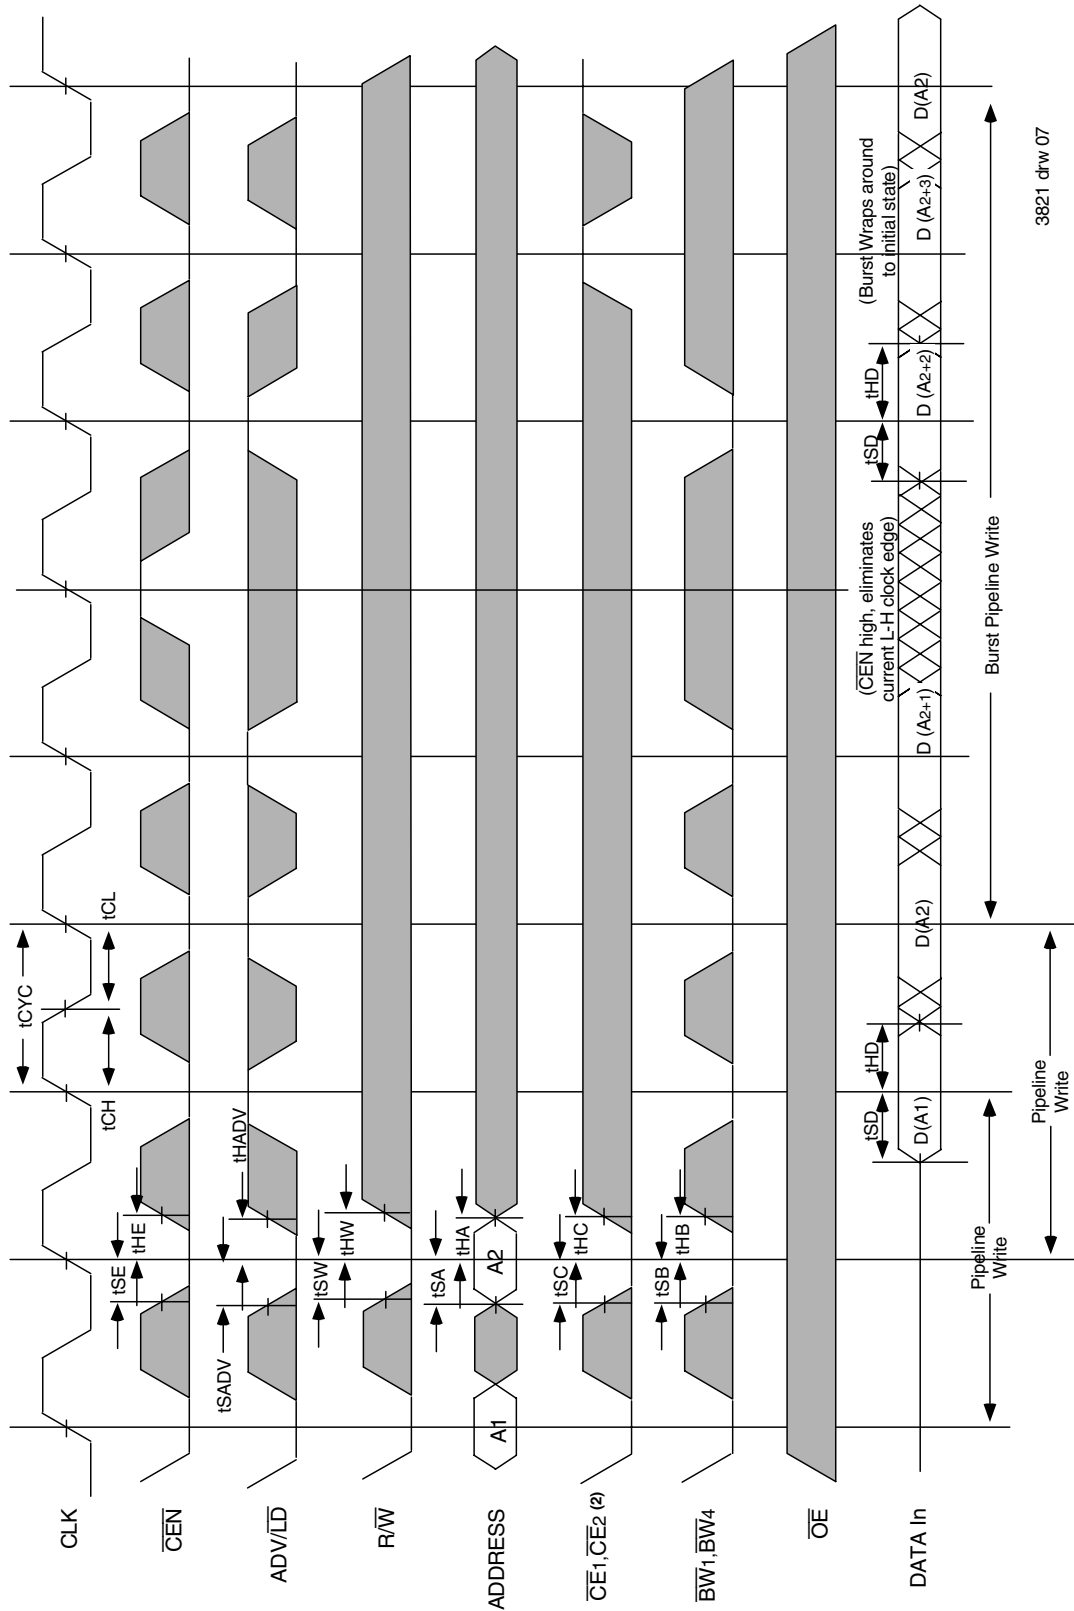 tCYC
tCH
tCL
CLK
tSE
tHE
CEN
tSADV
tHADV
ADV/LD
tSW
tHW
R/W
tSA
tHA
A1
A2
ADDRESS
tSC
tHC
CE1,CE2 (2)
tSB
tHB
BW1,BW4
OE
(CEN high, eliminates
current L-H clock edge)
(Burst Wraps around
to initial state)
tSD
tHD
tSD
tHD
DATA In
D(A1)
D(A2)
D (A2+1)
D (A2+2)
D (A2+3)
D(A2)
Pipeline
Write
Burst Pipeline Write
Pipeline
Write
3821 drw 07